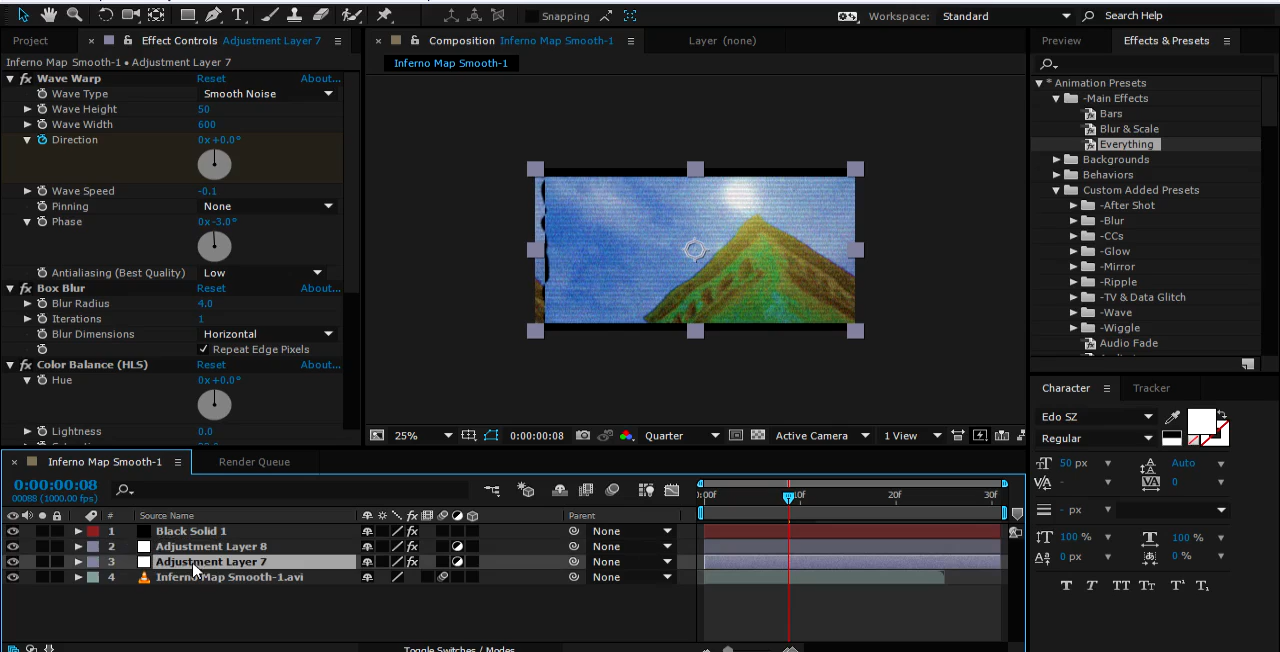 Snapping
Workspace: Standard
Search Help
Project
× Effect Controls Adjustment Layer 7
Inferno Map Smooth-1 • Adjustment Layer 7
fx Wave Warp Reset About...
Wave Type Smooth Noise
Wave Height 50
Wave Width 600
Direction 0x+0.0°
Wave Speed -0.1
Pinning None
Phase 0x-3.0°
Antialiasing (Best Quality) Low
fx Box Blur Reset About...
Blur Radius 4.0
Iterations 1
Blur Dimensions Horizontal
Repeat Edge Pixels
fx Color Balance (HLS) Reset About...
Hue 0x+0.0°
Lightness 0.0
× Composition Inferno Map Smooth-1
Layer (none)
Inferno Map Smooth-1
25% 0:00:00:08 Quarter Active Camera 1 View
Preview
Effects & Presets
* Animation Presets
-Main Effects
Bars
Blur & Scale
Everything
Backgrounds
Behaviors
Custom Added Presets
-After Shot
-Blur
-CCs
-Glow
-Mirror
-Ripple
-TV & Data Glitch
-Wave
-Wiggle
Audio Fade
Character
Tracker
Edo SZ
Regular
50 px Auto
- 0
- px
100 % 100 %
0 px 0 %
T T TT Tr T¹ T₁
× Inferno Map Smooth-1
Render Queue
0:00:00:08
00088 (1000.00 fps)
# Source Name Parent
1 Black Solid 1 fx None
2 Adjustment Layer 8 fx None
3 Adjustment Layer 7 fx None
4 Inferno Map Smooth-1.avi None
:00f 10f 20f 30f
Toggle Switches / Modes